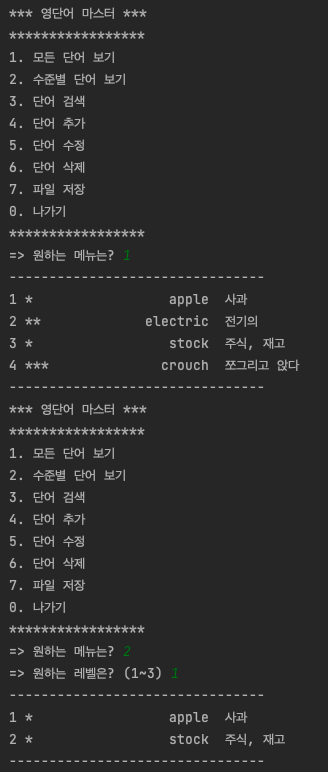 *** 영단어 마스터 ***
*****************
1. 모든 단어 보기
2. 수준별 단어 보기
3. 단어 검색
4. 단어 추가
5. 단어 수정
6. 단어 삭제
7. 파일 저장
0. 나가기
*****************
=> 원하는 메뉴는? 1
--------------------------------
1 *                 apple  사과
2 **             electric  전기의
3 *                 stock  주식, 재고
4 ***              crouch  쪼그리고 앉다
--------------------------------
*** 영단어 마스터 ***
*****************
1. 모든 단어 보기
2. 수준별 단어 보기
3. 단어 검색
4. 단어 추가
5. 단어 수정
6. 단어 삭제
7. 파일 저장
0. 나가기
*****************
=> 원하는 메뉴는? 2
=> 원하는 레벨은? (1~3) 1
--------------------------------
1 *                 apple  사과
2 *                 stock  주식, 재고
--------------------------------